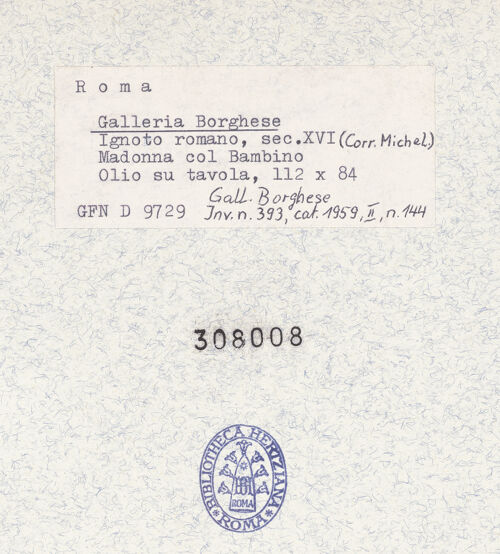 R o m a
Galleria Borghese
Ignoto romano, sec.XVI (Corr. Michel.)
Madonna col Bambino
Olio su tavola, 112 x 84
Gall. Borghese
GFN D 9729 Inv. n. 393, cat. 1959, II, n. 144
308008
BIBLIOTHECA HERTZIANA
ROMA
* ROMA *